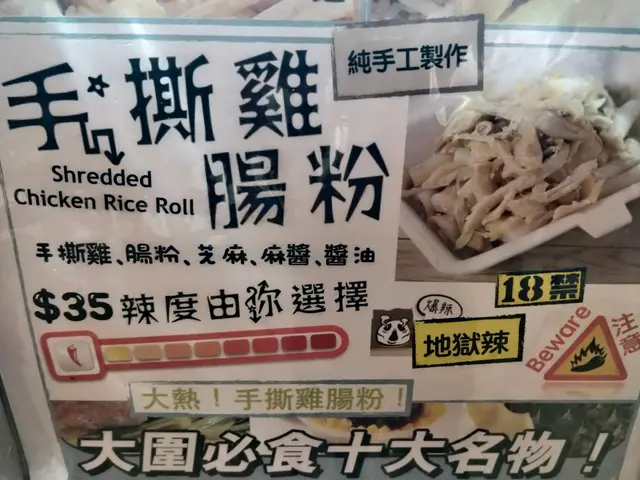 純手工製作
手撕雞
腸粉
Shredded
Chicken Rice Roll
手撕雞、腸粉、芝麻、麻醬、醬油
$35 辣度由你選擇
18禁
爆辣
地獄辣
Beware
注意
大熱！手撕雞腸粉！
大圍必食十大名物！